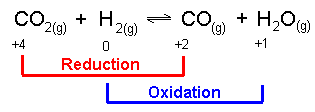 CO₂(g) + H₂(g) ⇌ CO(g) + H₂O(g)
+4 0 +2 +1
Reduction
Oxidation